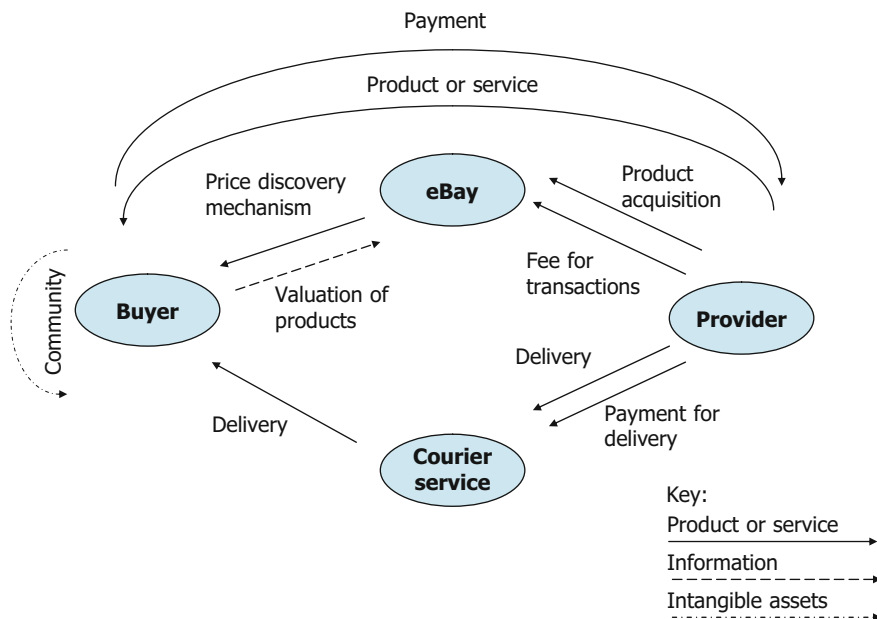 Payment
Product or service
Price discovery
mechanism
eBay
Product
acquisition
Fee for
transactions
Community
Buyer
Valuation of
products
Provider
Delivery
Delivery
Payment for
delivery
Courier
service
Key:
Product or service
Information
Intangible assets